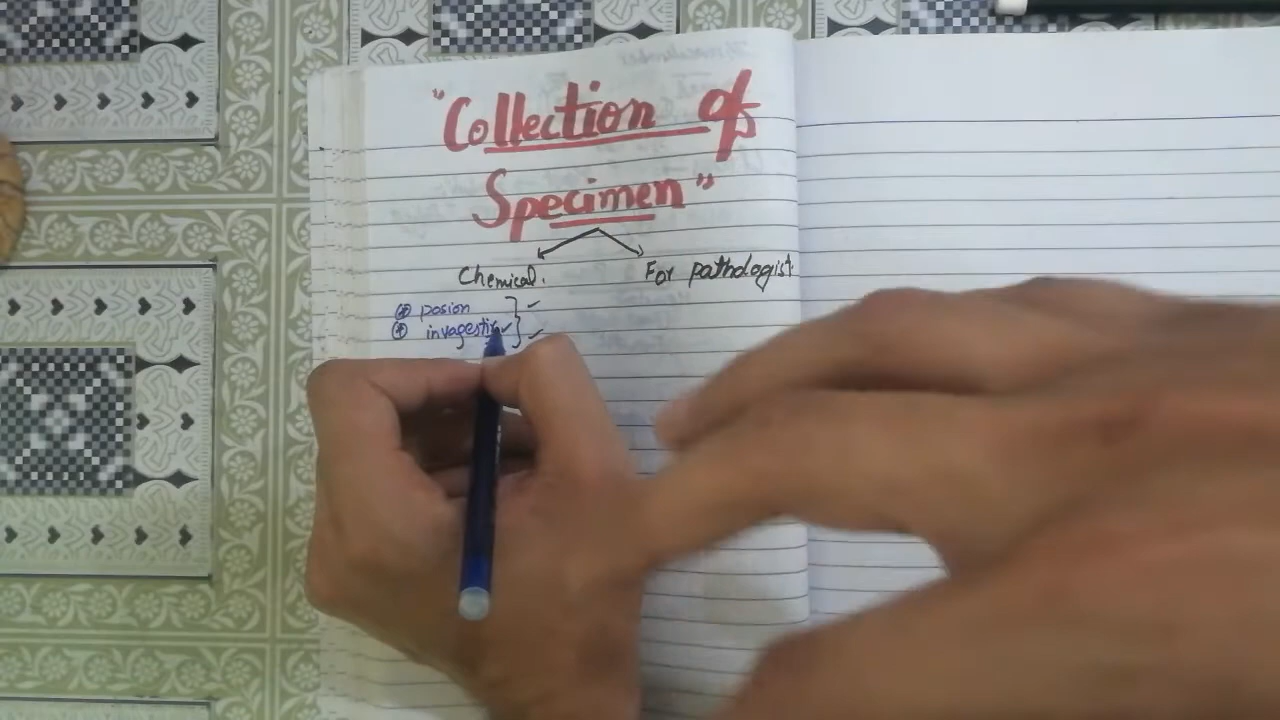 "Collection of
Specimen"
Chemical. For pathologist
posion
invagestiv